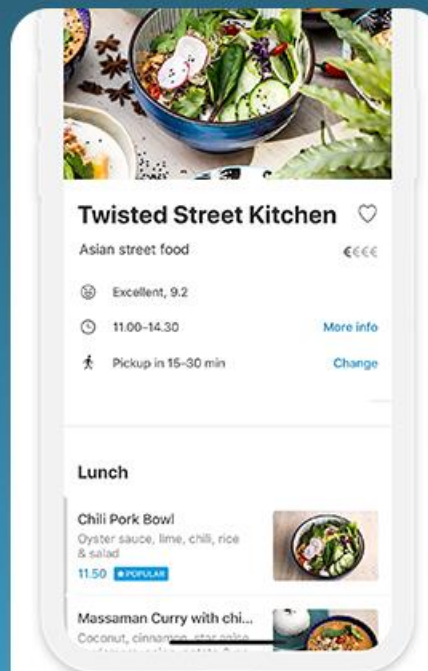 Twisted Street Kitchen
Asian street food €€€€
Excellent, 9.2
11.00–14.30 More info
Pickup in 15–30 min Change
Lunch
Chili Pork Bowl
Oyster sauce, lime, chili, rice
& salad
11.50 POPULAR
Massaman Curry with chi...
Coconut, cinnamon, star anise